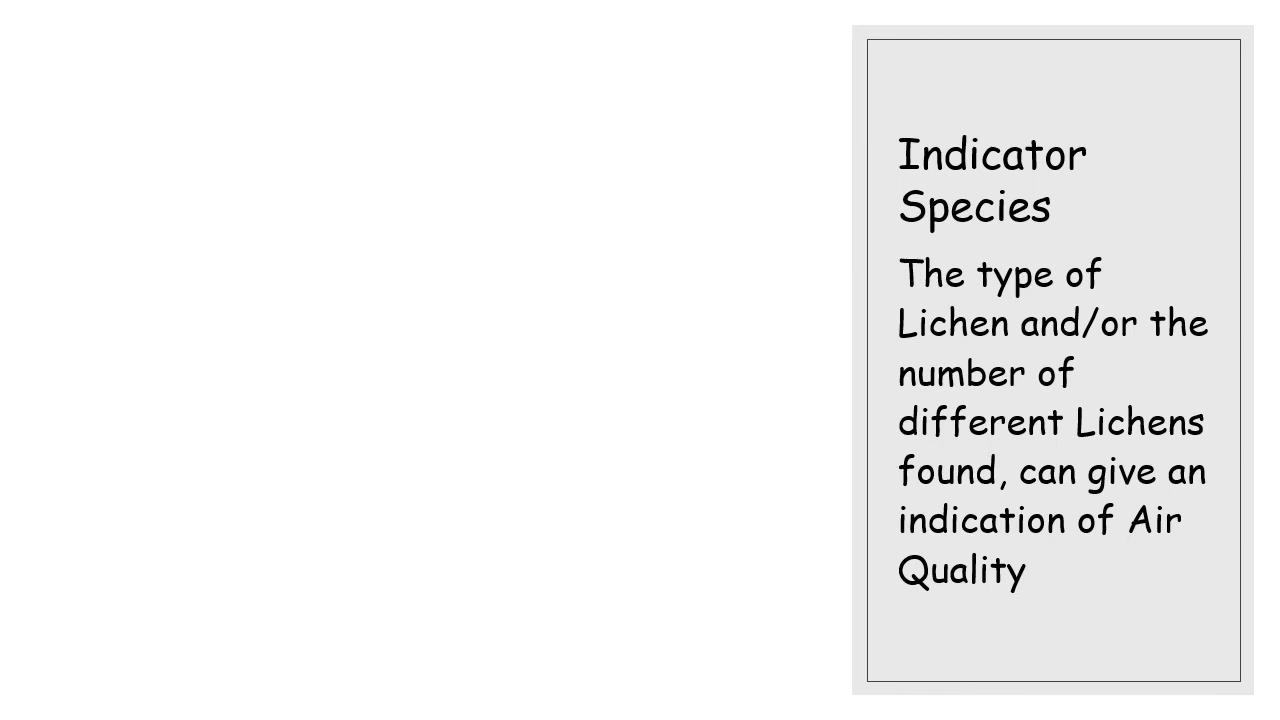 Indicator
Species
The type of
Lichen and/or the
number of
different Lichens
found, can give an
indication of Air
Quality